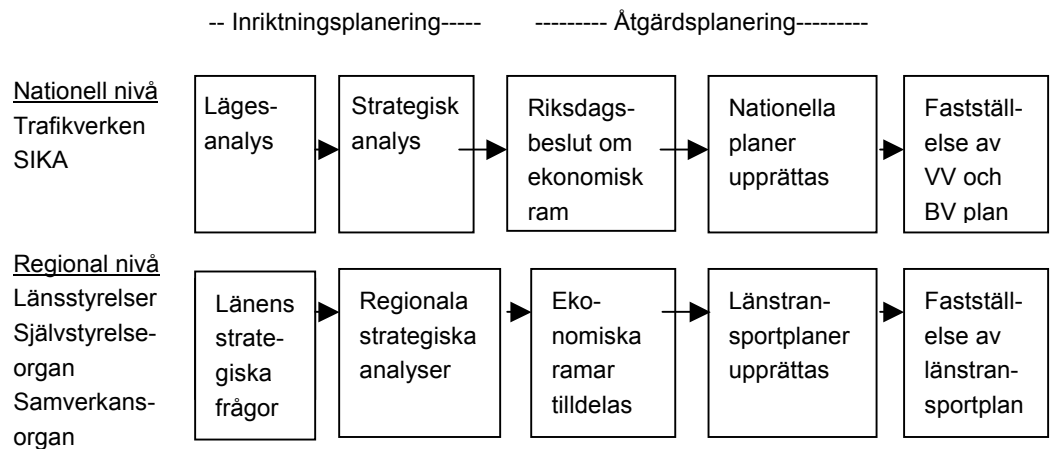 -- Inriktningsplanering----- --------- Åtgärdsplanering---------
Nationell nivå
Trafikverken
SIKA
Läges-
analys
Strategisk
analys
Riksdags-
beslut om
ekonomisk
ram
Nationella
planer
upprättas
Fastställ-
else av
VV och
BV plan
Regional nivå
Länsstyrelser
Självstyrelse-
organ
Samverkans-
organ
Länens
strate-
giska
frågor
Regionala
strategiska
analyser
Eko-
nomiska
ramar
tilldelas
Länstran-
sportplaner
upprättas
Fastställ-
else av
länstran-
sportplan